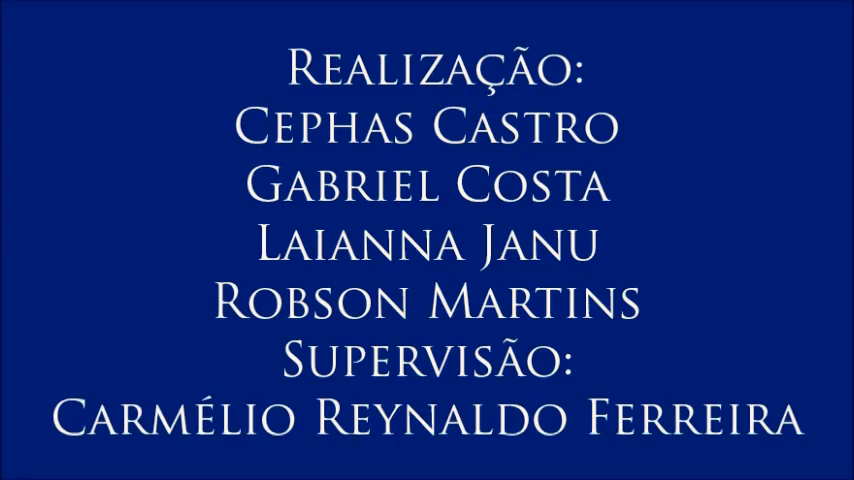 Realização:
Cephas Castro
Gabriel Costa
Laianna Janu
Robson Martins
Supervisão:
Carmélio Reynaldo Ferreira